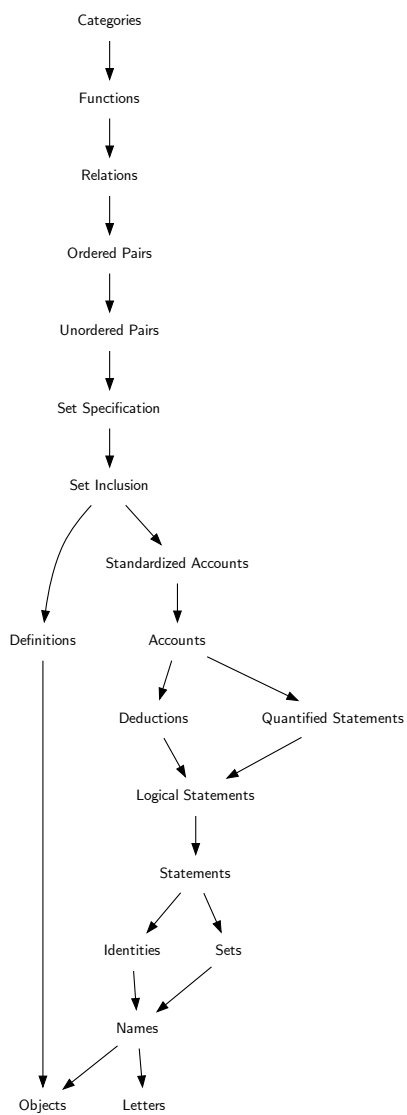 Categories
Functions
Relations
Ordered Pairs
Unordered Pairs
Set Specification
Set Inclusion
Standardized Accounts
Definitions
Accounts
Deductions
Quantified Statements
Logical Statements
Statements
Identities
Sets
Names
Objects
Letters